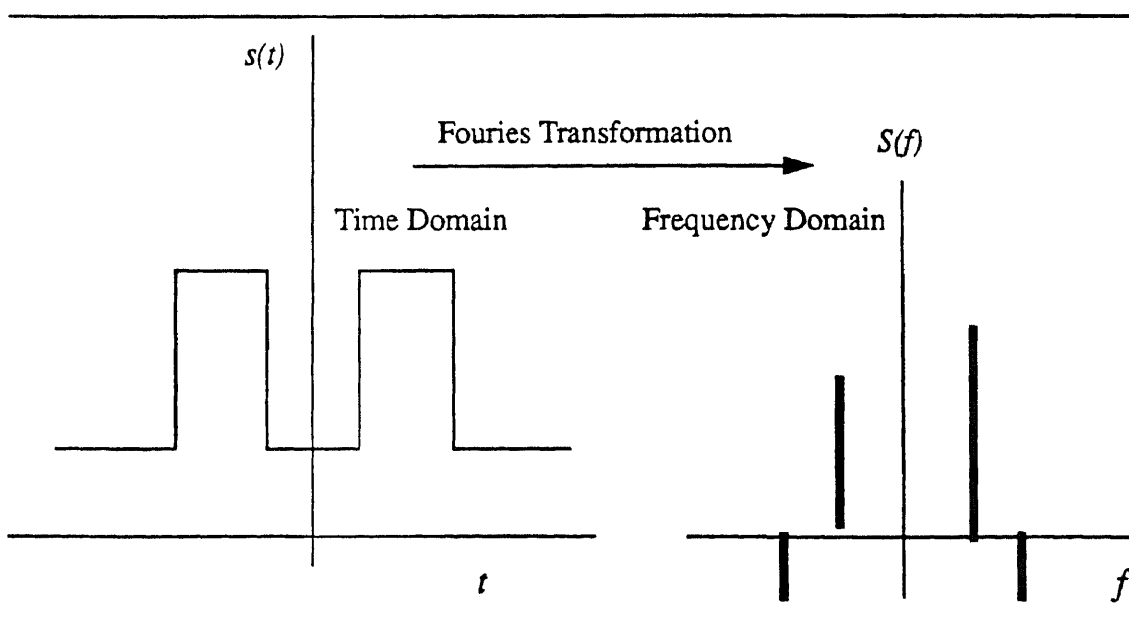 s(t)
Fouries Transformation
S(f)
Time Domain
Frequency Domain
t
f